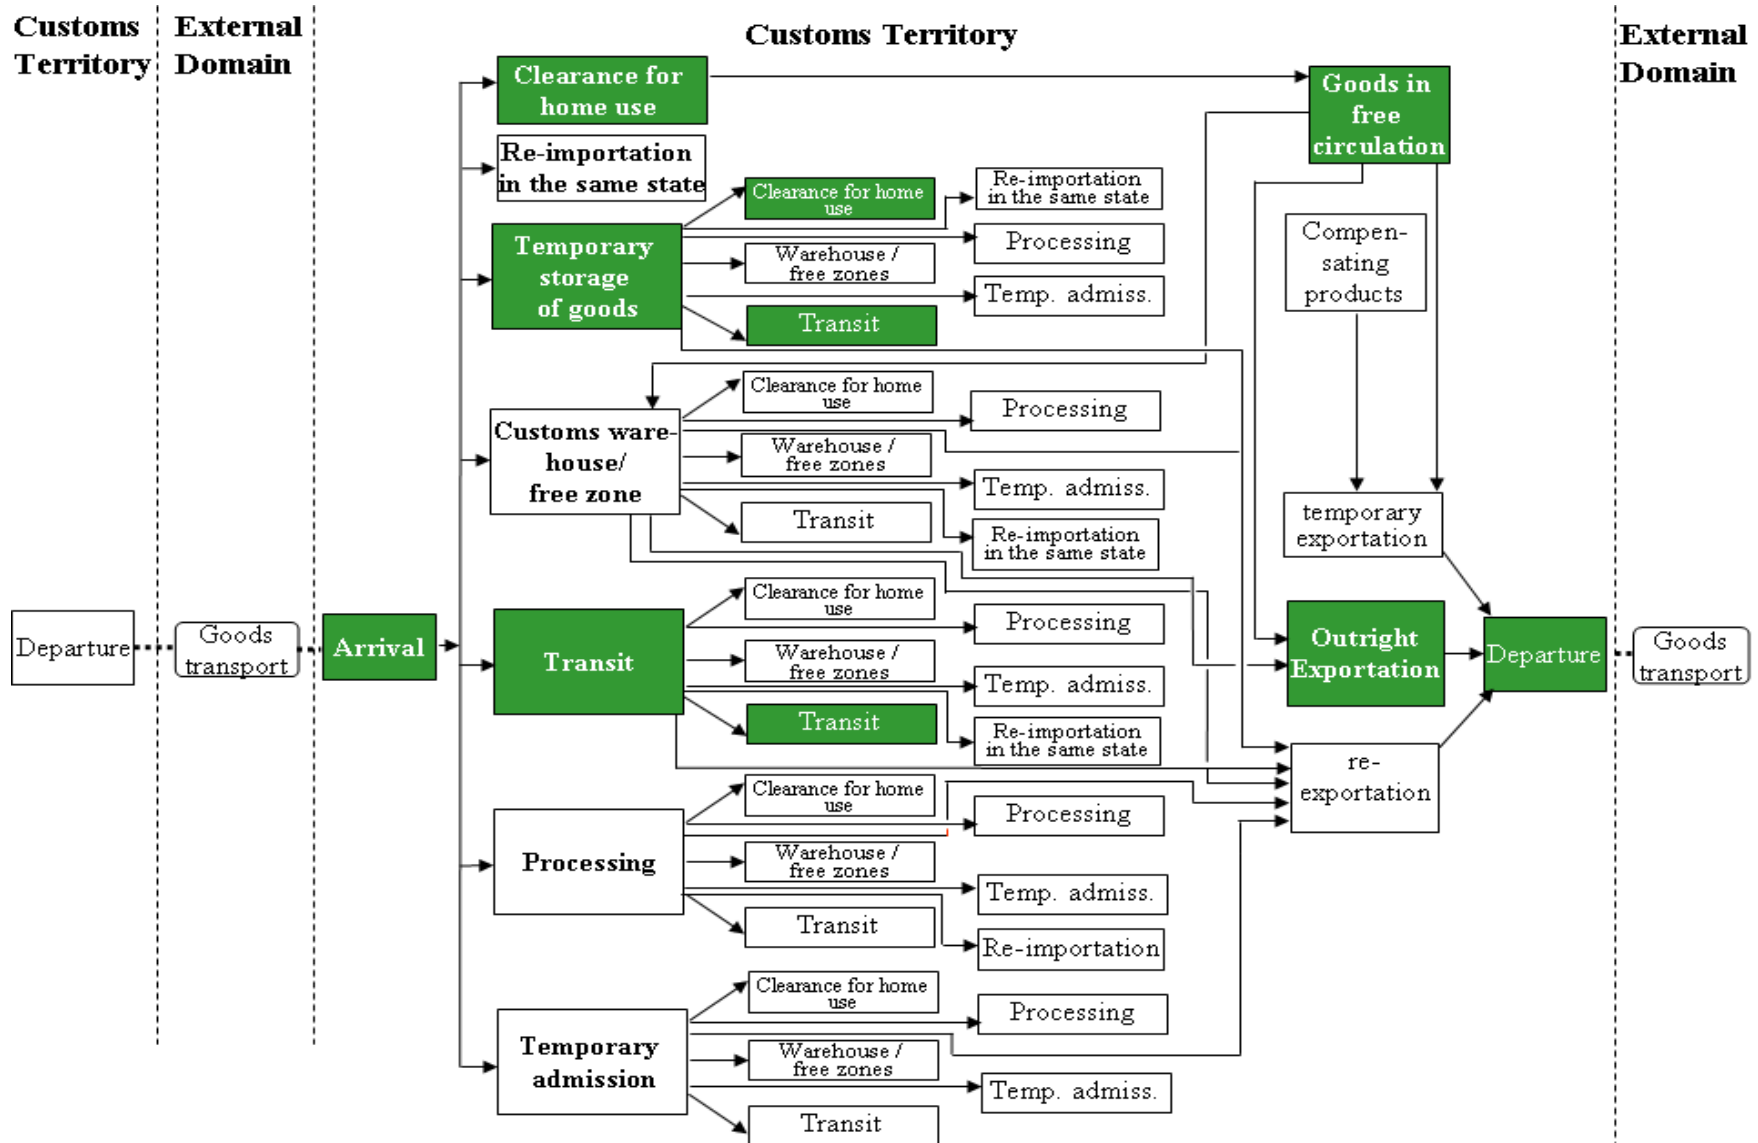 Customs
Territory
External
Domain
Customs Territory
External
Domain
Clearance for
home use
Goods in
free
circulation
Re-importation
in the same state
Clearance for home
use
Re-importation
in the same state
Temporary
storage
of goods
Processing
Warehouse /
free zones
Temp. admiss.
Transit
Compen-
sating
products
Clearance for home
use
Processing
Customs ware-
house/
free zone
Warehouse /
free zones
Temp. admiss.
Transit
Re-importation
in the same state
temporary
exportation
Clearance for home
use
Processing
Departure
Goods
transport
Arrival
Transit
Warehouse /
free zones
Temp. admiss.
Transit
Re-importation
in the same state
Outright
Exportation
Departure
Goods
transport
re-
exportation
Clearance for home
use
Processing
Processing
Warehouse /
free zones
Temp. admiss.
Transit
Re-importation
Clearance for home
use
Processing
Temporary
admission
Warehouse /
free zones
Temp. admiss.
Transit